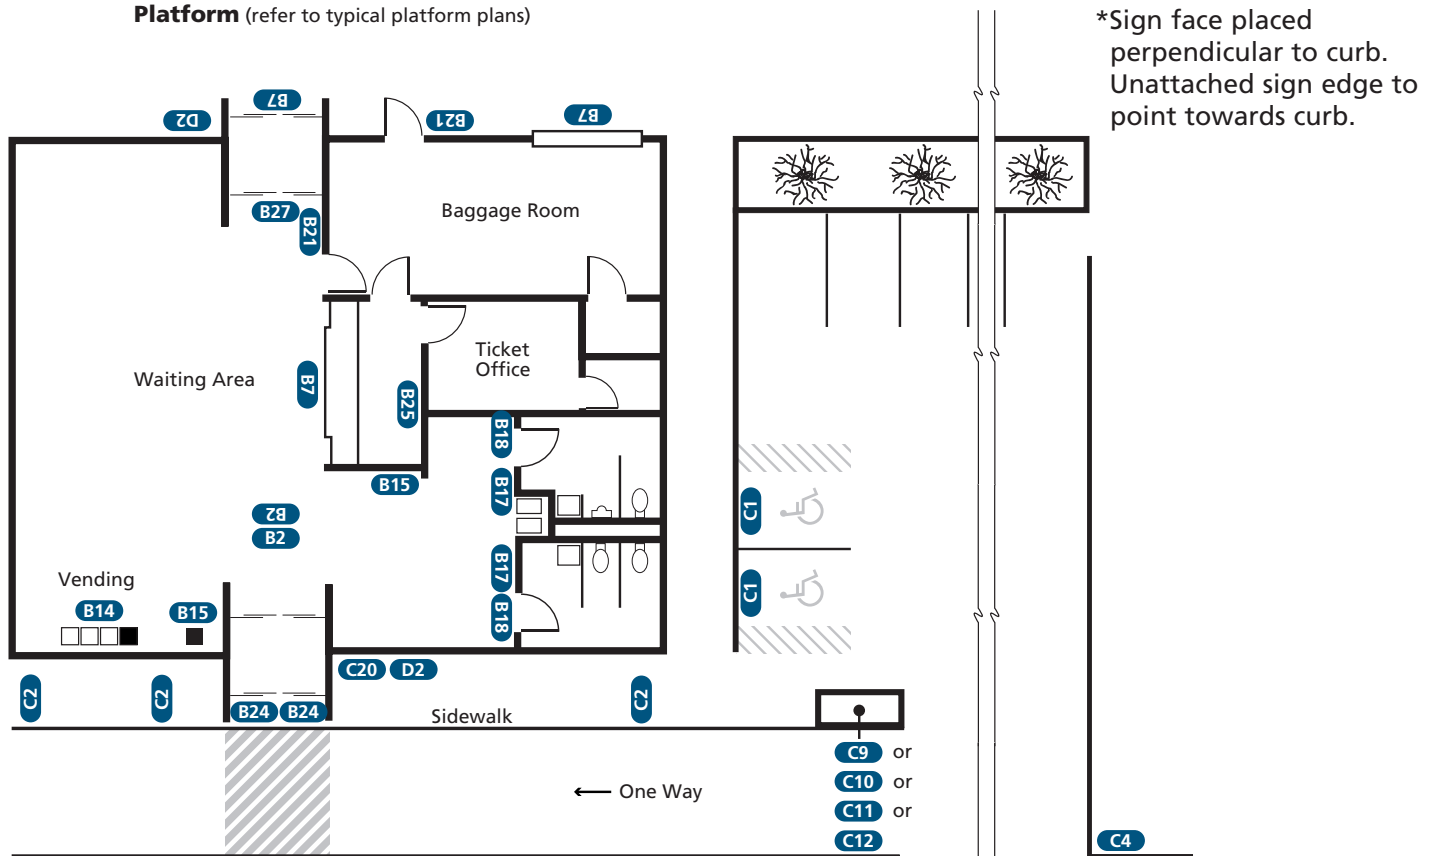 Platform (refer to typical platform plans)
*Sign face placed
perpendicular to curb.
Unattached sign edge to
point towards curb.
B7
D2
B21
B7
B27
B21
Baggage Room
Ticket
Office
Waiting Area
B7
B25
B18
B15
B17
C1
B2
B2
B17
C1
Vending
B14
B15
B18
C20
D2
C2
C2
C2
B24
B24
Sidewalk
C9 or
One Way
C10 or
C11 or
C12
C4